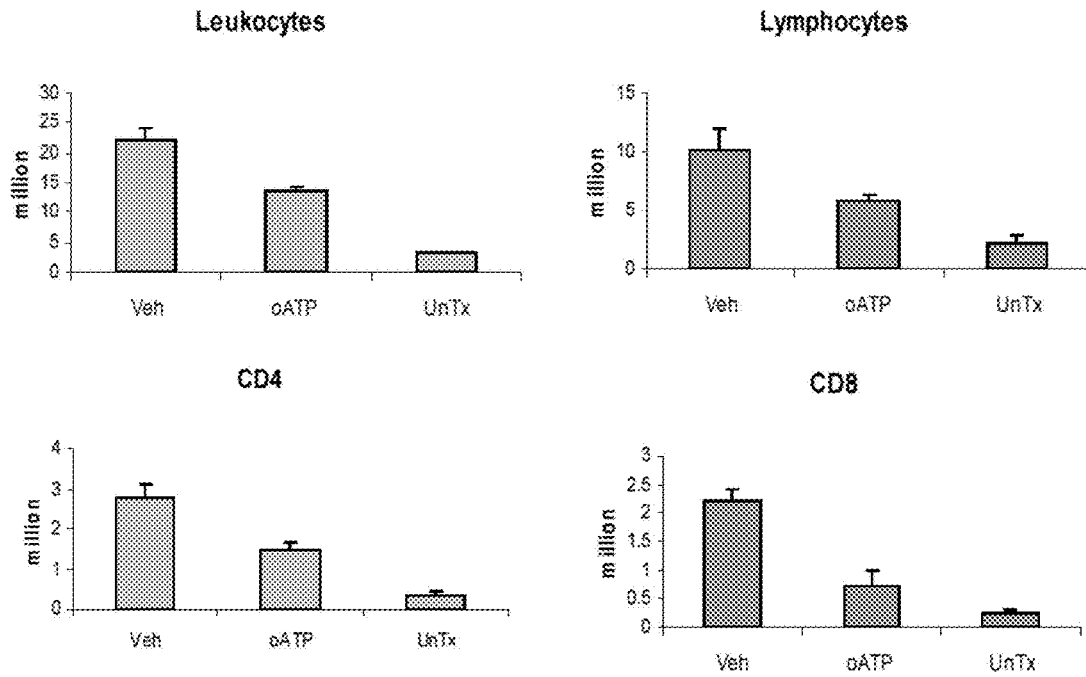 Leukocytes
million
30
25
20
15
10
5
0
Veh oATP UnTx
Lymphocytes
million
15
10
5
0
Veh oATP UnTx
CD4
million
4
3
2
1
0
Veh oATP UnTx
CD8
million
3
2.5
2
1.5
1
0.5
0
Veh oATP UnTx